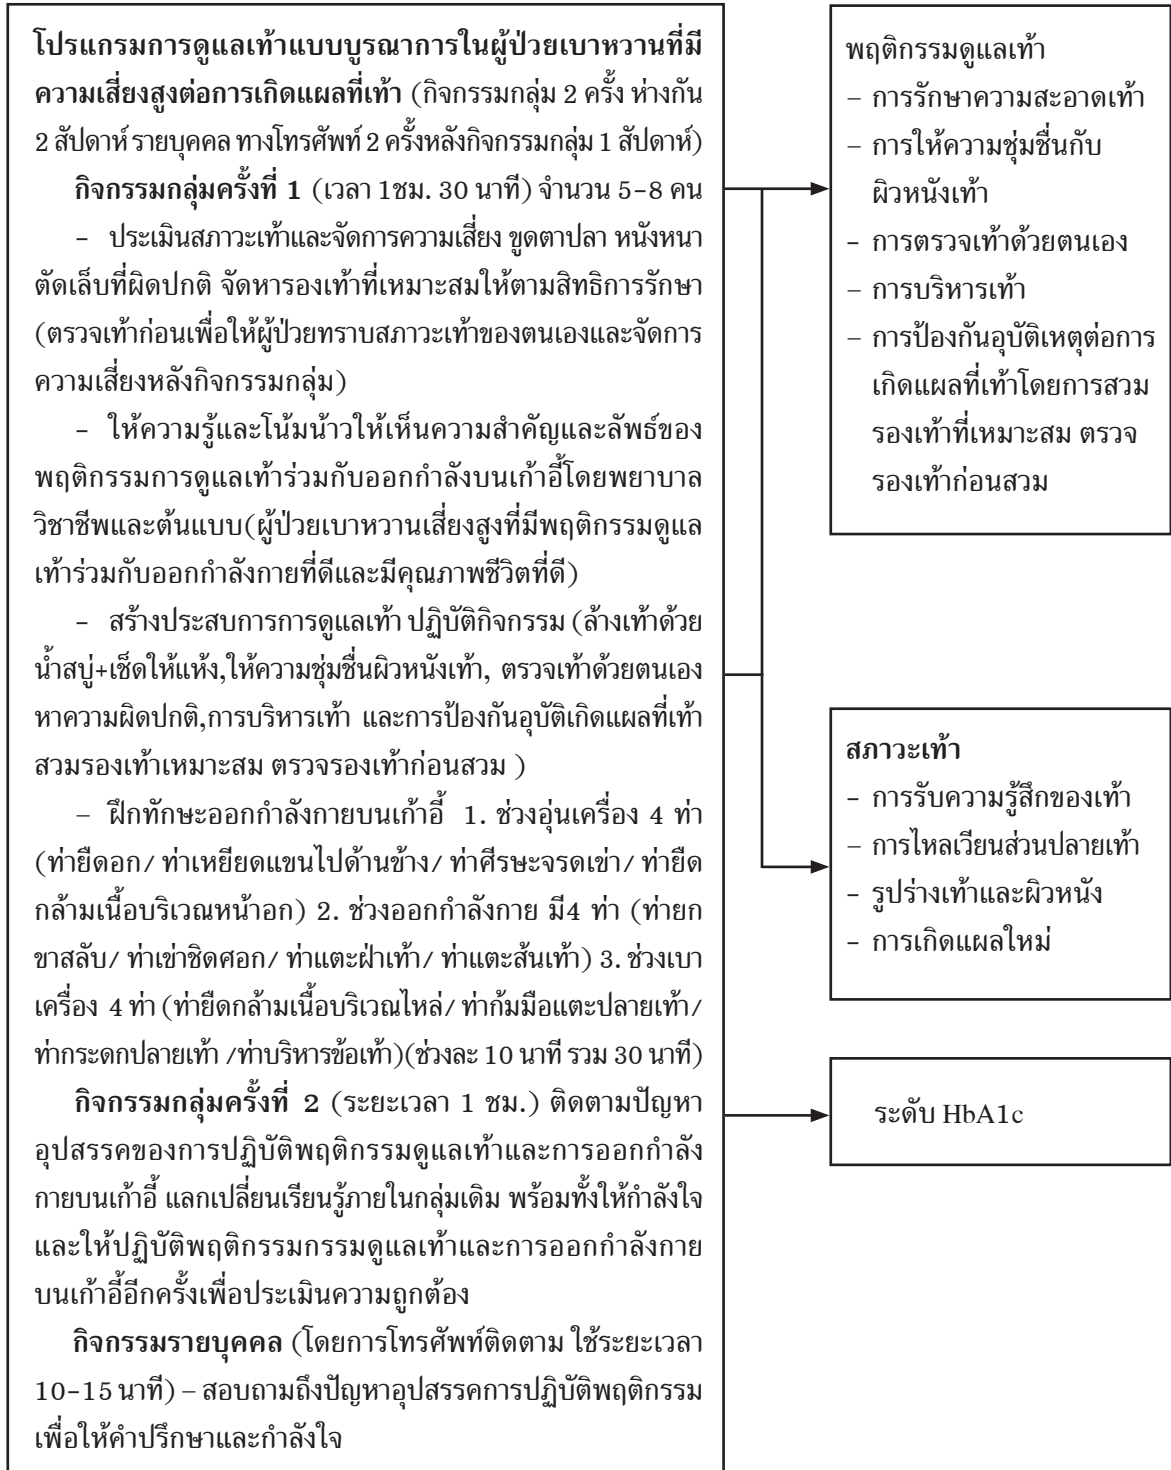 โปรแกรมการดูแลเท้าแบบบูรณาการในผู้ป่วยเบาหวานที่มี
ความเสี่ยงสูงต่อการเกิดแผลที่เท้า (กิจกรรมกลุ่ม 2 ครั้ง ห่างกัน
2 สัปดาห์ รายบุคคล ทางโทรศัพท์ 2 ครั้งหลังกิจกรรมกลุ่ม 1 สัปดาห์)
กิจกรรมกลุ่มครั้งที่ 1 (เวลา 1ชม. 30 นาที) จำนวน 5-8 คน
- ประเมินสภาวะเท้าและจัดการความเสี่ยง ขูดตาปลา หนังหนา
ตัดเล็บที่ผิดปกติ จัดหารองเท้าที่เหมาะสมให้ตามสิทธิการรักษา
(ตรวจเท้าก่อนเพื่อให้ผู้ป่วยทราบสภาวะเท้าของตนเองและจัดการ
ความเสี่ยงหลังกิจกรรมกลุ่ม)
- ให้ความรู้และโน้มน้าวให้เห็นความสำคัญและลัพธ์ของ
พฤติกรรมการดูแลเท้าร่วมกับออกกำลังบนเก้าอี้โดยพยาบาล
วิชาชีพและต้นแบบ(ผู้ป่วยเบาหวานเสี่ยงสูงที่มีพฤติกรรมดูแล
เท้าร่วมกับออกกำลังกายที่ดีและมีคุณภาพชีวิตที่ดี)
- สร้างประสบการการดูแลเท้า ปฏิบัติกิจกรรม (ล้างเท้าด้วย
น้ำสบู่+เช็ดให้แห้ง,ให้ความชุ่มชื่นผิวหนังเท้า, ตรวจเท้าด้วยตนเอง
หาความผิดปกติ,การบริหารเท้า และการป้องกันอุบัติเกิดแผลที่เท้า
สวมรองเท้าเหมาะสม ตรวจรองเท้าก่อนสวม )
– ฝึกทักษะออกกำลังกายบนเก้าอี้ 1. ช่วงอุ่นเครื่อง 4 ท่า
(ท่ายืดอก/ ท่าเหยียดแขนไปด้านข้าง/ ท่าศีรษะจรดเข่า/ ท่ายืด
กล้ามเนื้อบริเวณหน้าอก) 2. ช่วงออกกำลังกาย มี4 ท่า (ท่ายก
ขาสลับ/ ท่าเข่าชิดศอก/ ท่าแตะฝ่าเท้า/ ท่าแตะส้นเท้า) 3. ช่วงเบา
เครื่อง 4 ท่า (ท่ายืดกล้ามเนื้อบริเวณไหล่/ ท่าก้มมือแตะปลายเท้า/
ท่ากระดกปลายเท้า /ท่าบริหารข้อเท้า)(ช่วงละ 10 นาที รวม 30 นาที)
กิจกรรมกลุ่มครั้งที่ 2 (ระยะเวลา 1 ชม.) ติดตามปัญหา
อุปสรรคของการปฏิบัติพฤติกรรมดูแลเท้าและการออกกำลัง
กายบนเก้าอี้ แลกเปลี่ยนเรียนรู้ภายในกลุ่มเดิม พร้อมทั้งให้กำลังใจ
และให้ปฏิบัติพฤติกรรมกรรมดูแลเท้าและการออกกำลังกาย
บนเก้าอี้อีกครั้งเพื่อประเมินความถูกต้อง
กิจกรรมรายบุคคล (โดยการโทรศัพท์ติดตาม ใช้ระยะเวลา
10-15 นาที) – สอบถามถึงปัญหาอุปสรรคการปฏิบัติพฤติกรรม
เพื่อให้คำปรึกษาและกำลังใจ
พฤติกรรมดูแลเท้า
– การรักษาความสะอาดเท้า
– การให้ความชุ่มชื่นกับ
ผิวหนังเท้า
- การตรวจเท้าด้วยตนเอง
– การบริหารเท้า
– การป้องกันอุบัติเหตุต่อการ
เกิดแผลที่เท้าโดยการสวม
รองเท้าที่เหมาะสม ตรวจ
รองเท้าก่อนสวม
สภาวะเท้า
- การรับความรู้สึกของเท้า
– การไหลเวียนส่วนปลายเท้า
- รูปร่างเท้าและผิวหนัง
- การเกิดแผลใหม่
ระดับ HbA1c